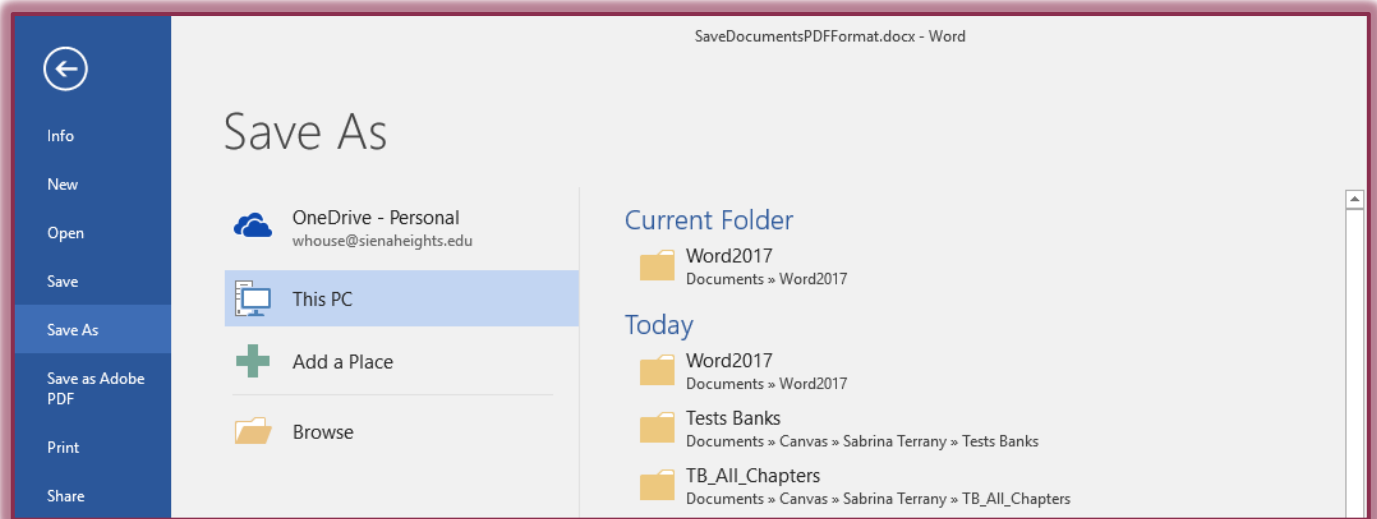 SaveDocumentsPDFFormat.docx - Word
Info
New
Open
Save
Save As
Save as Adobe
PDF
Print
Share
Save As
OneDrive - Personal
whouse@sienaheights.edu
This PC
Add a Place
Browse
Current Folder
Word2017
Documents » Word2017
Today
Word2017
Documents » Word2017
Tests Banks
Documents » Canvas » Sabrina Terrany » Tests Banks
TB_All_Chapters
Documents » Canvas » Sabrina Terrany » TB_All_Chapters